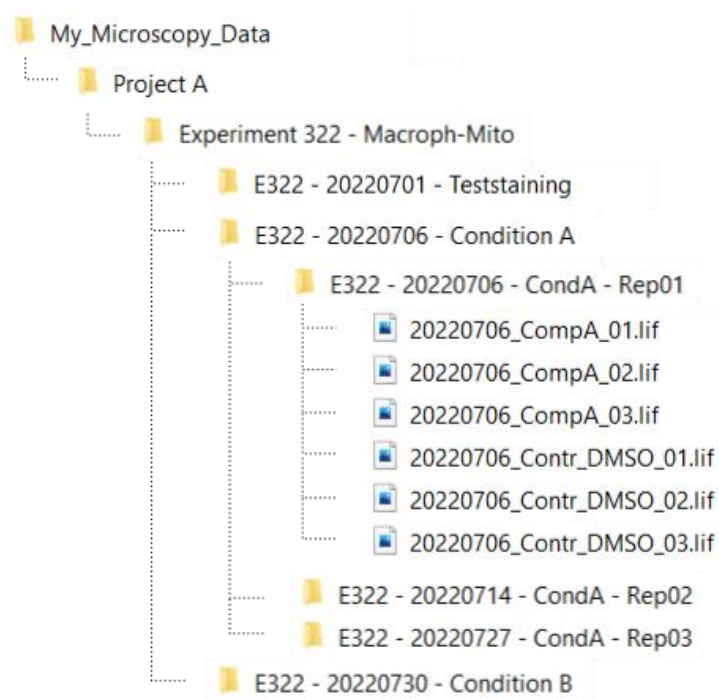 My_Microscopy_Data
Project A
Experiment 322 - Macroph-Mito
E322 - 20220701 - Teststaining
E322 - 20220706 - Condition A
E322 - 20220706 - CondA - Rep01
20220706_CompA_01.lif
20220706_CompA_02.lif
20220706_CompA_03.lif
20220706_Contr_DMSO_01.lif
20220706_Contr_DMSO_02.lif
20220706_Contr_DMSO_03.lif
E322 - 20220714 - CondA - Rep02
E322 - 20220727 - CondA - Rep03
E322 - 20220730 - Condition B